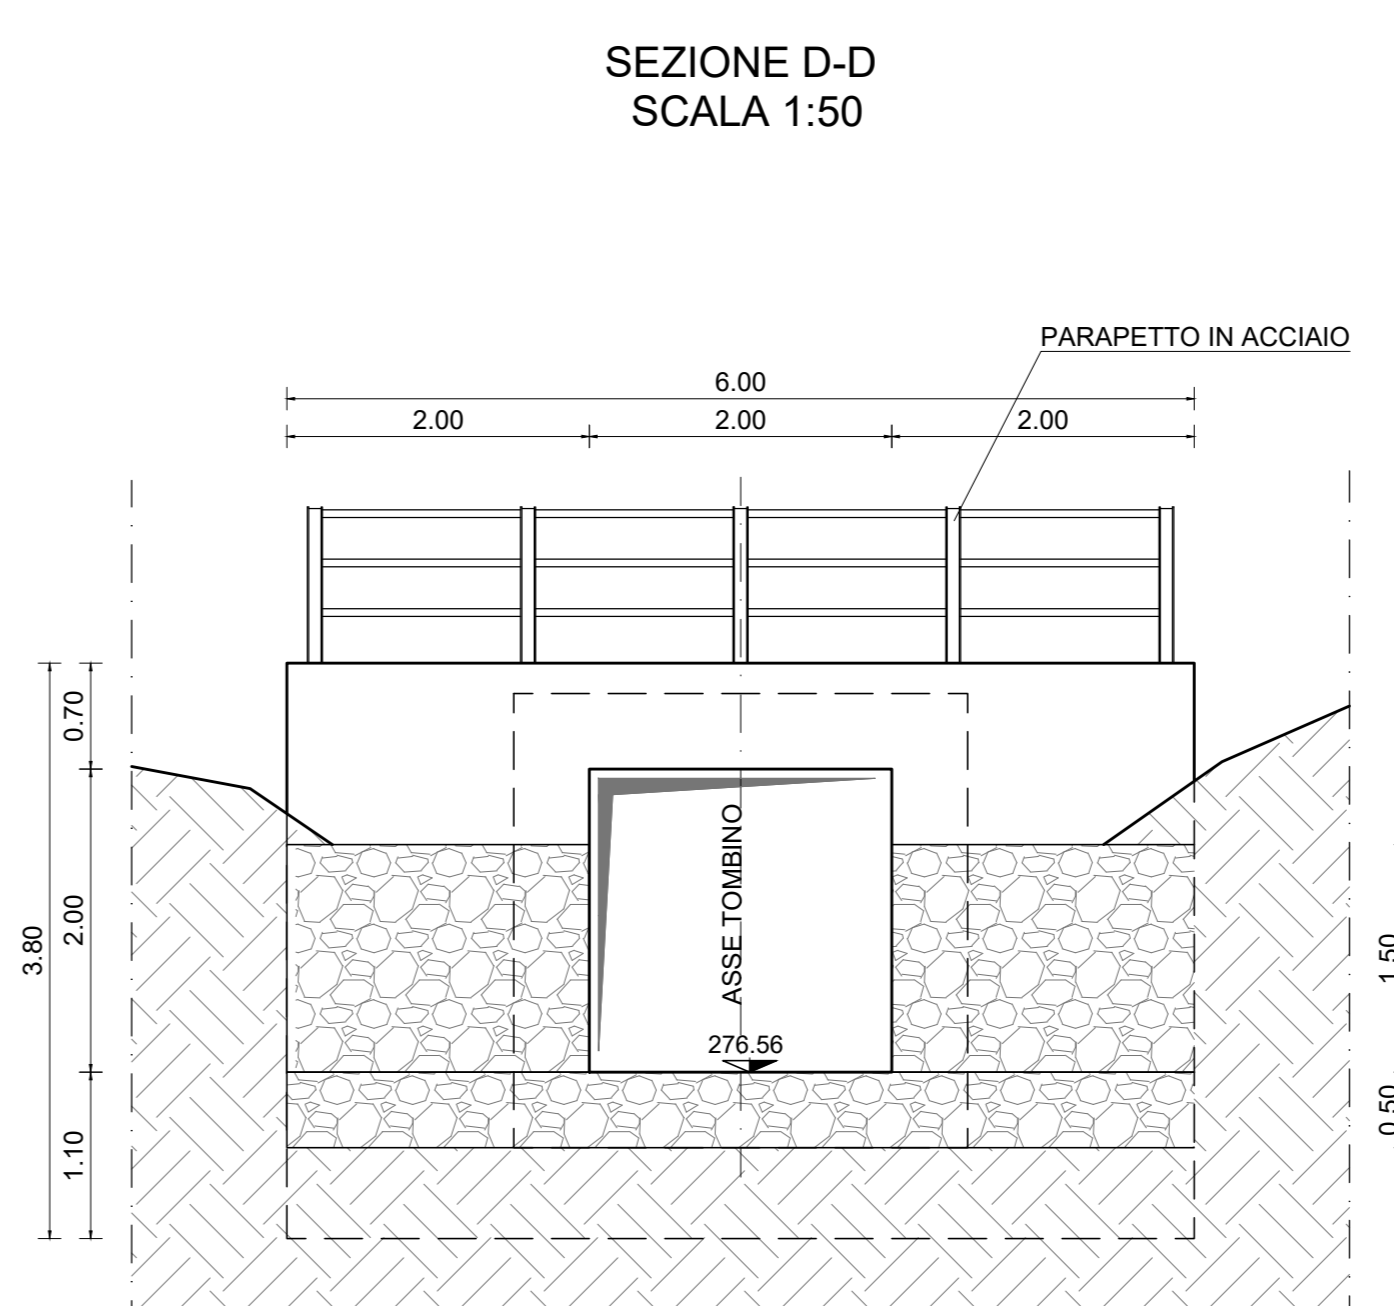 SEZIONE D-D
SCALA 1:50
PARAPETTO IN ACCIAIO
6.00
2.00 2.00 2.00
0.70
2.00
3.80
1.10
ASSE TOMBINO
276.56
1.50
0.50